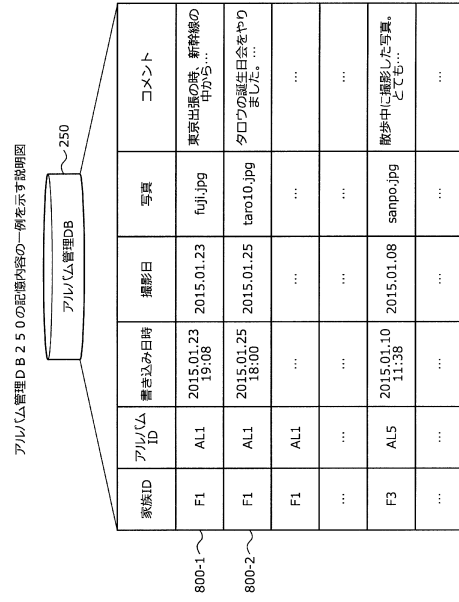 アルバム管理DB250の記憶内容の一例を示す説明図
アルバム管理DB
250
家族ID
アルバム
ID
書き込み日時
撮影日
写真
コメント
800-1
F1
AL1
2015.01.23
19:08
2015.01.23
fuji.jpg
東京出張の時、新幹線の
中から…
800-2
F1
AL1
2015.01.25
18:00
2015.01.25
taro10.jpg
タロウの誕生日会をやり
ました。…
F1
AL1
…
…
…
…
…
…
…
…
…
…
F3
AL5
2015.01.10
11:38
2015.01.08
sanpo.jpg
散歩中に撮影した写真。
とても…
…
…
…
…
…
…